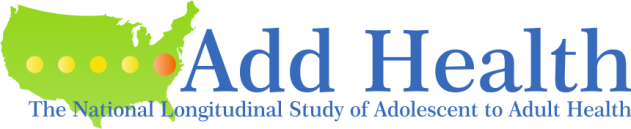 Add Health
The National Longitudinal Study of Adolescent to Adult Health